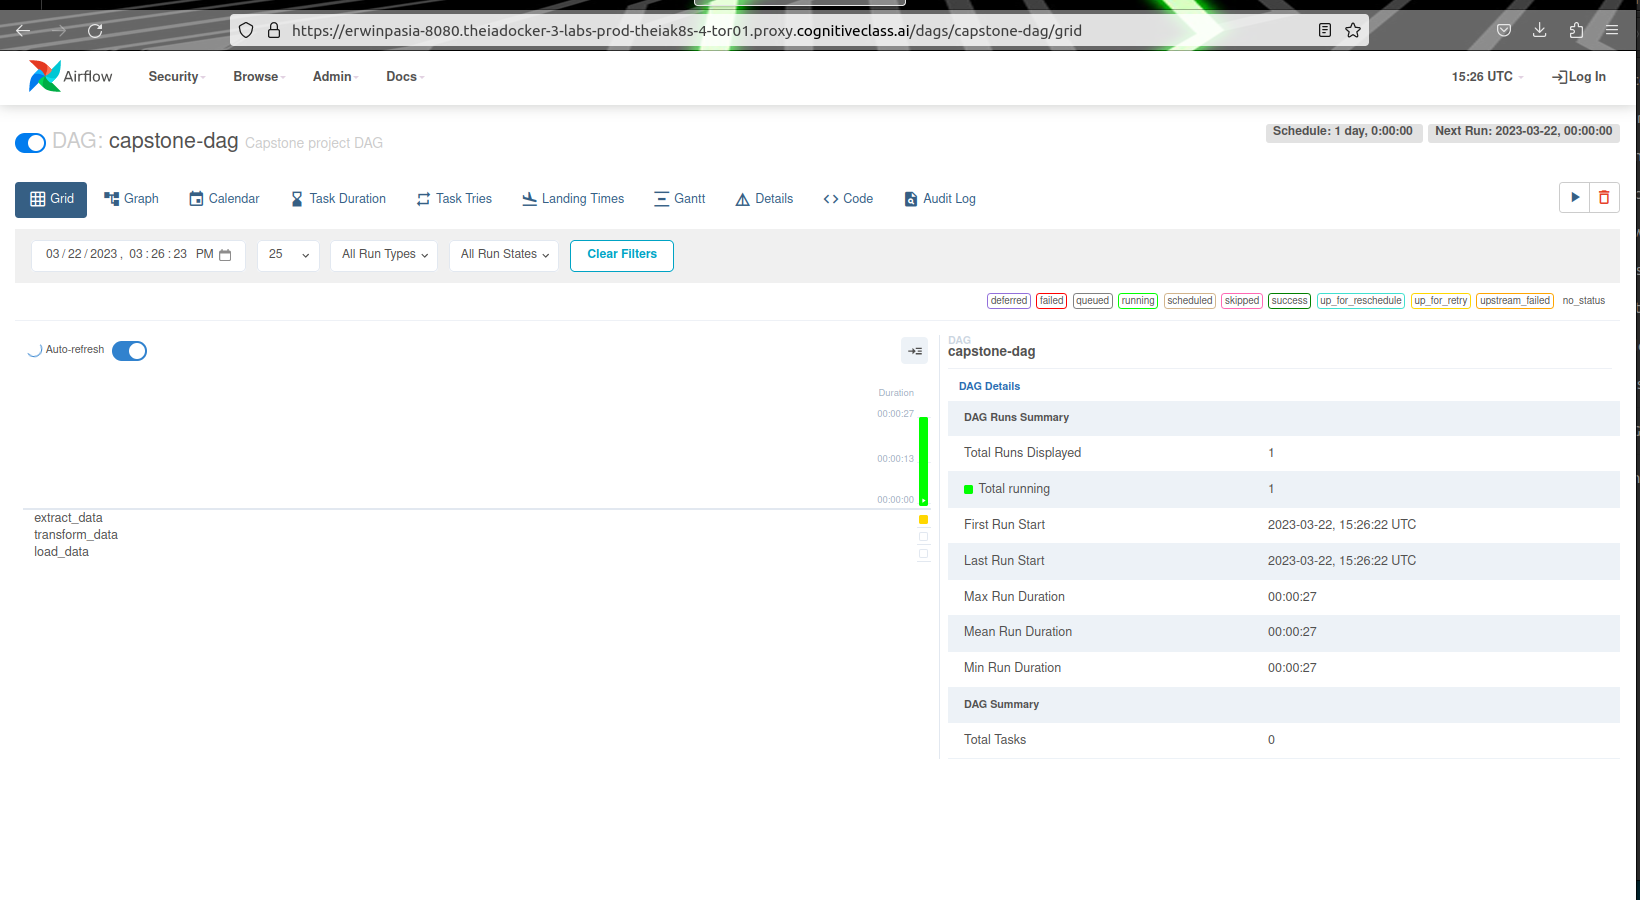 https://erwinpasia-8080.theiadocker-3-labs-prod-theiak8s-4-tor01.proxy.cognitiveclass.ai/dags/capstone-dag/grid
Airflow Security Browse Admin Docs 15:26 UTC Log In
DAG: capstone-dag Capstone project DAG Schedule: 1 day, 0:00:00 Next Run: 2023-03-22, 00:00:00
Grid Graph Calendar Task Duration Task Tries Landing Times Gantt Details Code Audit Log
03/22/2023, 03:26:23 PM 25 All Run Types All Run States Clear Filters
deferred failed queued running scheduled skipped success up_for_reschedule up_for_retry upstream_failed no_status
Auto-refresh
Duration
00:00:27
00:00:13
00:00:00
extract_data
transform_data
load_data
DAG
capstone-dag
DAG Details
DAG Runs Summary
Total Runs Displayed 1
Total running 1
First Run Start 2023-03-22, 15:26:22 UTC
Last Run Start 2023-03-22, 15:26:22 UTC
Max Run Duration 00:00:27
Mean Run Duration 00:00:27
Min Run Duration 00:00:27
DAG Summary
Total Tasks 0